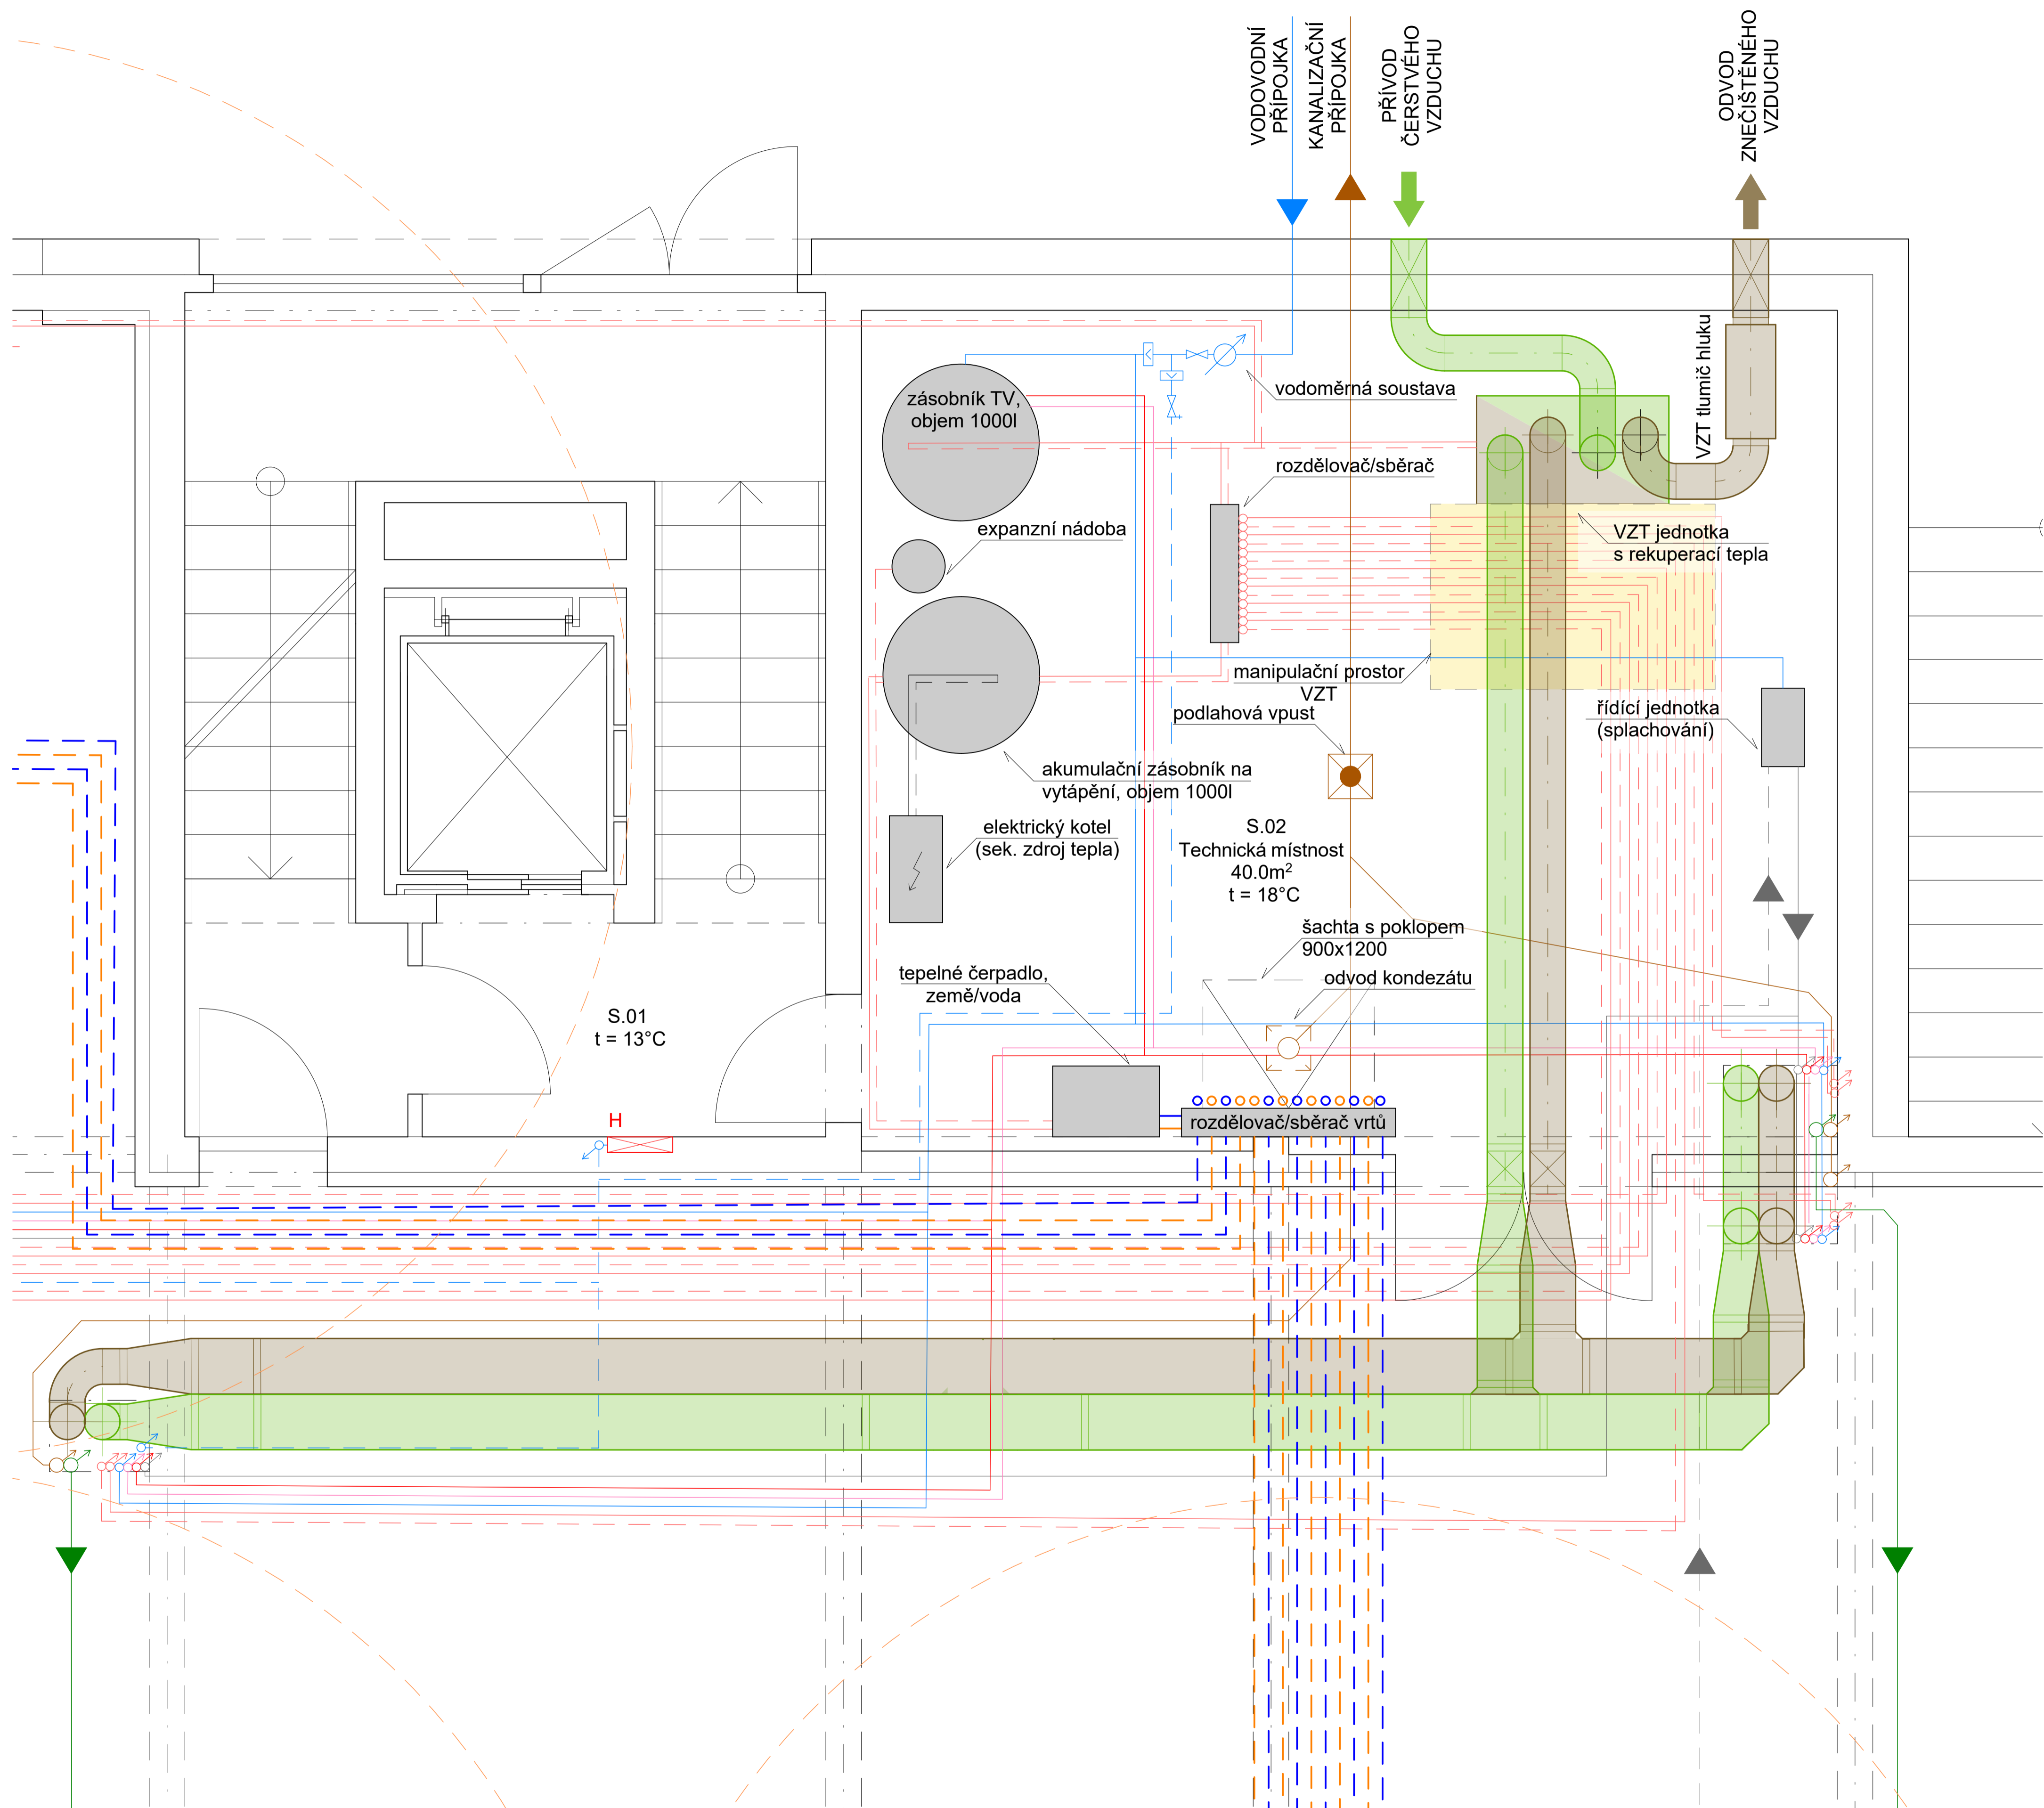 VODOVODNÍ
PŘÍPOJKA
KANALIZAČNÍ
PŘÍPOJKA
PŘÍVOD
ČERSTVÉHO
VZDUCHU
ODVOD
ZNEČIŠTĚNÉHO
VZDUCHU
VZT tlumič hluku
vodoměrná soustava
zásobník TV,
objem 1000l
rozdělovač/sběrač
expanzní nádoba
VZT jednotka
s rekuperací tepla
manipulační prostor
VZT
podlahová vpust
řídící jednotka
(splachování)
akumulační zásobník na
vytápění, objem 1000l
elektrický kotel
(sek. zdroj tepla)
S.02
Technická místnost
40.0m²
t = 18°C
šachta s poklopem
900x1200
odvod kondezátu
tepelné čerpadlo,
země/voda
S.01
t = 13°C
H
rozdělovač/sběrač vrtů